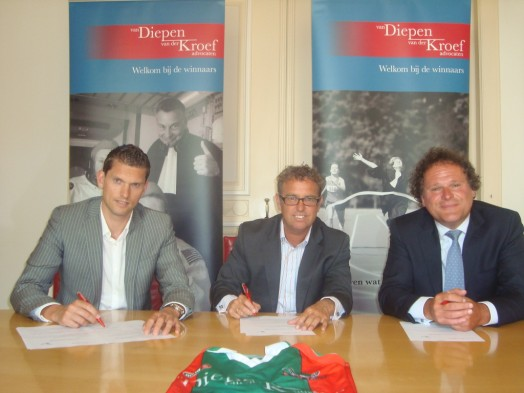 van Diepen
van der Kroef
advocaten
Welkom bij de winnaars
van Diepen
van der Kroef
advocaten
Welkom bij de winnaars